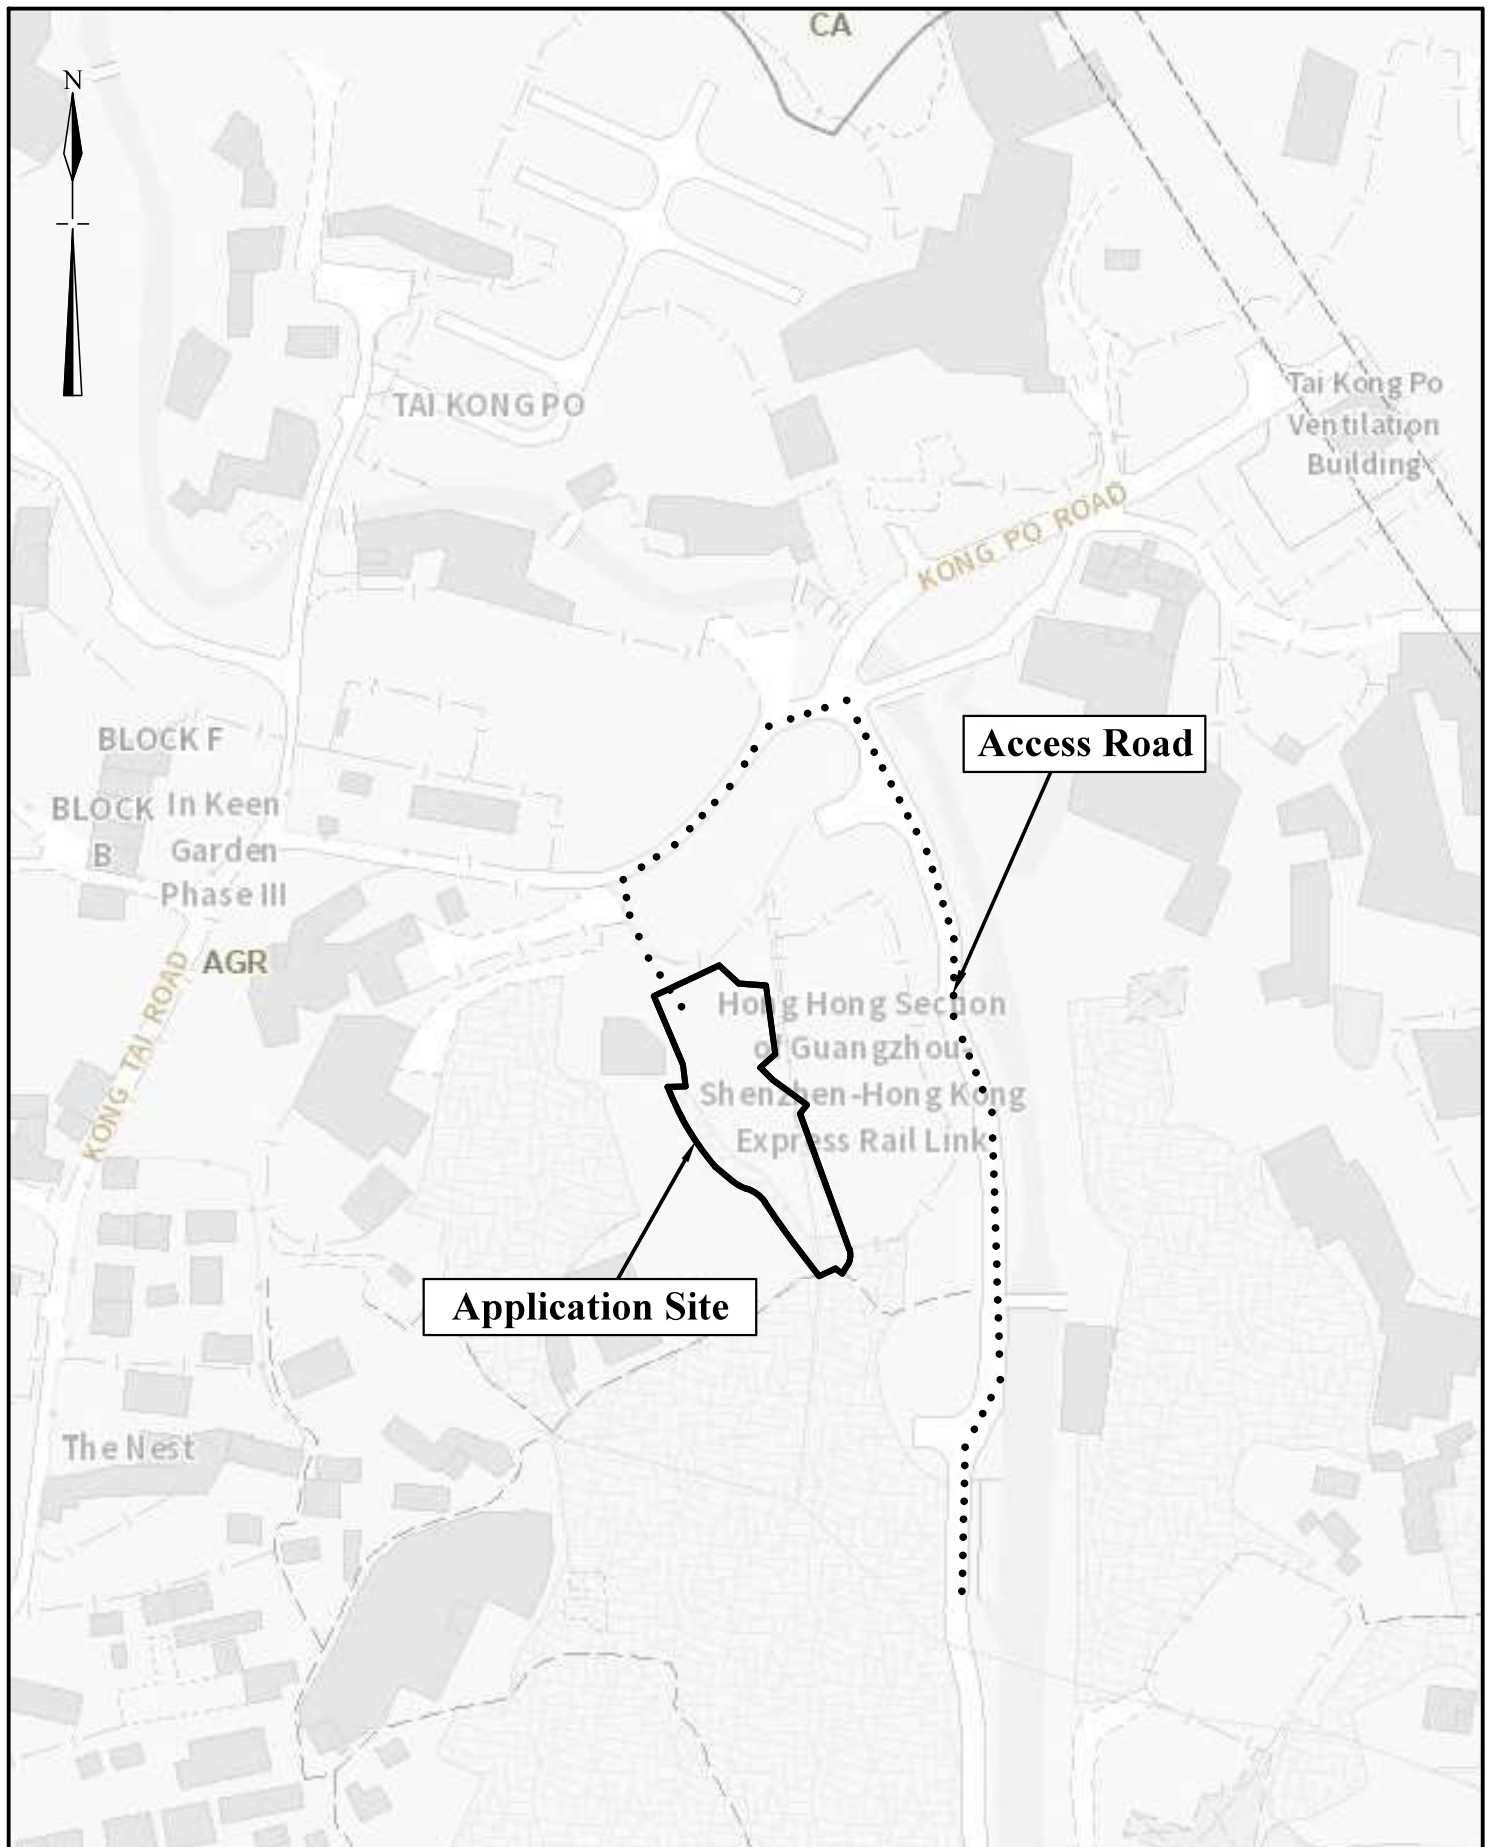 CA
N
TAI KONG PO
Tai Kong Po
Ventilation
Building
KONG PO ROAD
Access Road
BLOCK F
BLOCK
B
In Keen
Garden
Phase III
AGR
KONG TAI ROAD
Hong Hong Section
of Guangzhou-
Shenzhen-Hong Kong
Express Rail Link
Application Site
The Nest